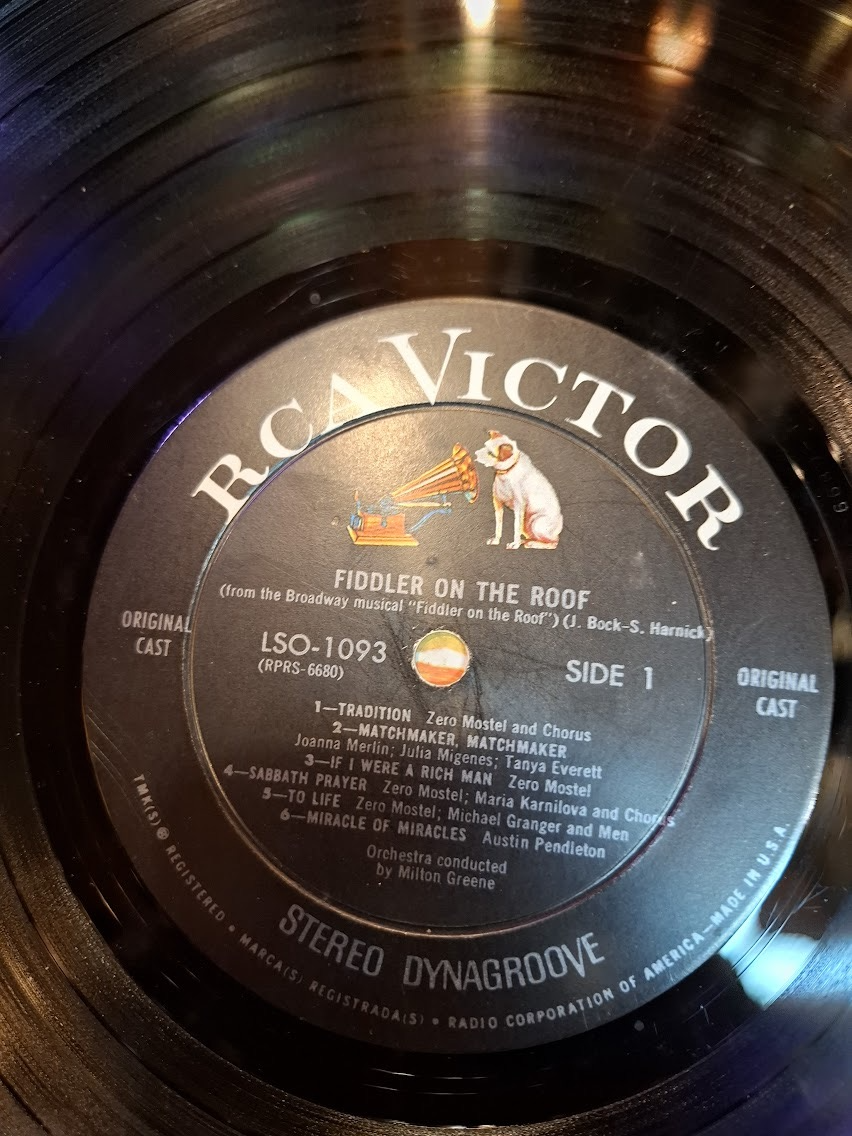 RCA VICTOR
FIDDLER ON THE ROOF
(from the Broadway musical "Fiddler on the Roof") (J. Bock-S. Harnick)
ORIGINAL
CAST
LSO-1093
(RPRS-6680)
SIDE 1
ORIGINAL
CAST
1—TRADITION Zero Mostel and Chorus
2—MATCHMAKER, MATCHMAKER
Joanna Merlin; Julia Migenes; Tanya Everett
3—IF I WERE A RICH MAN Zero Mostel
4—SABBATH PRAYER Zero Mostel; Maria Karnilova and Chorus
5—TO LIFE Zero Mostel; Michael Granger and Men
6—MIRACLE OF MIRACLES Austin Pendleton
Orchestra conducted
by Milton Greene
STEREO DYNAGROOVE
TMK(S) ® REGISTERED • MARCA(S) REGISTRADA(S) • RADIO CORPORATION OF AMERICA—MADE IN U.S.A.